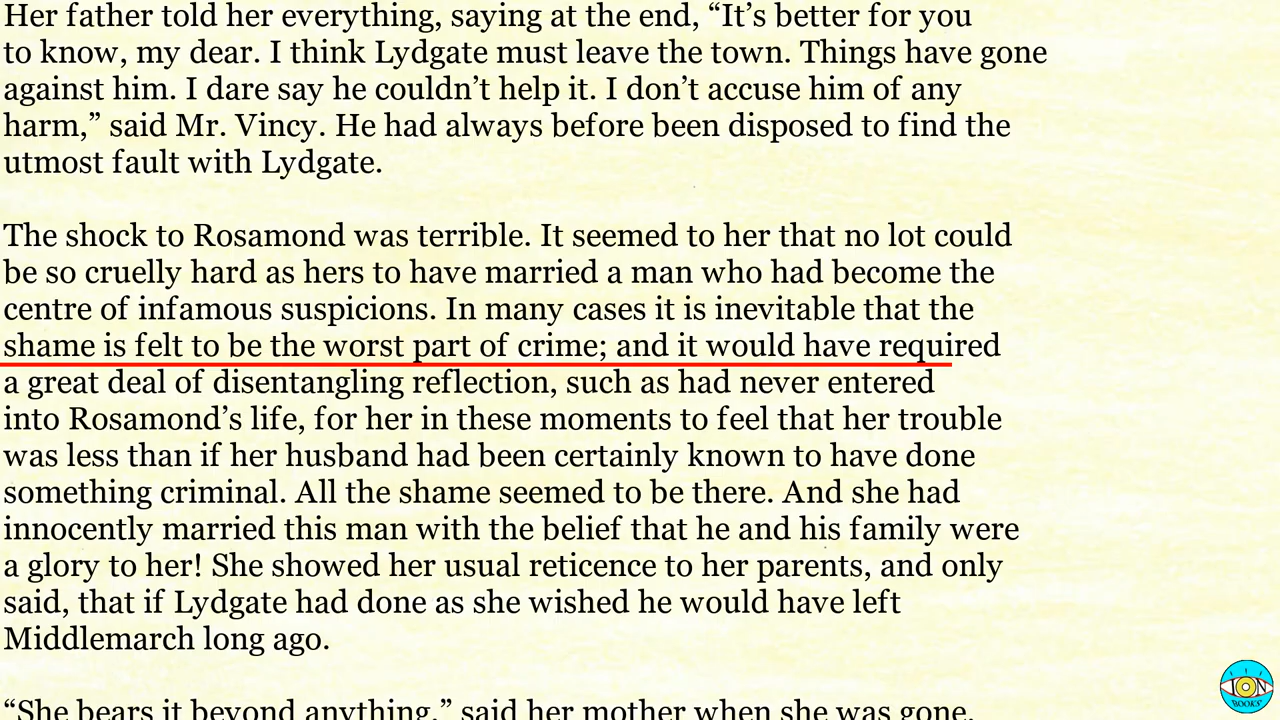 Her father told her everything, saying at the end, “It’s better for you
to know, my dear. I think Lydgate must leave the town. Things have gone
against him. I dare say he couldn’t help it. I don’t accuse him of any
harm,” said Mr. Vincy. He had always before been disposed to find the
utmost fault with Lydgate.
The shock to Rosamond was terrible. It seemed to her that no lot could
be so cruelly hard as hers to have married a man who had become the
centre of infamous suspicions. In many cases it is inevitable that the
shame is felt to be the worst part of crime; and it would have required
a great deal of disentangling reflection, such as had never entered
into Rosamond’s life, for her in these moments to feel that her trouble
was less than if her husband had been certainly known to have done
something criminal. All the shame seemed to be there. And she had
innocently married this man with the belief that he and his family were
a glory to her! She showed her usual reticence to her parents, and only
said, that if Lydgate had done as she wished he would have left
Middlemarch long ago.
“She bears it beyond anything,” said her mother when she was gone.
ION
BOOKS